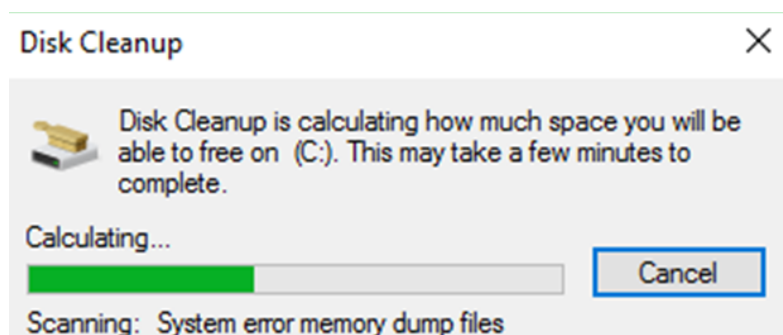 Disk Cleanup
Disk Cleanup is calculating how much space you will be
able to free on (C:). This may take a few minutes to
complete.
Calculating...
Cancel
Scanning: System error memory dump files